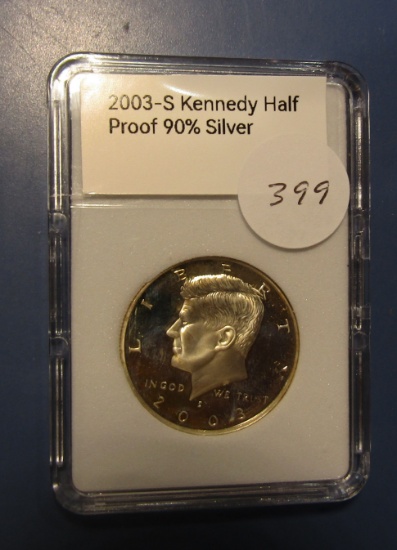 2003-S Kennedy Half
Proof 90% Silver
399
LIBERTY
IN GOD WE TRUST
S
2003